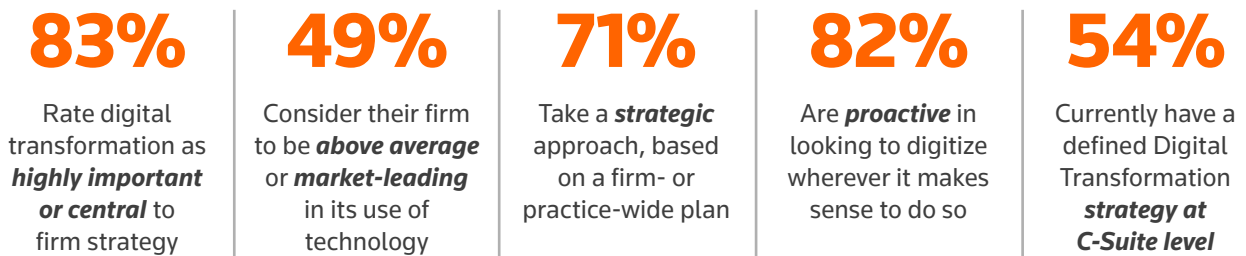 83%
Rate digital
transformation as
highly important
or central to
firm strategy
49%
Consider their firm
to be above average
or market-leading
in its use of
technology
71%
Take a strategic
approach, based
on a firm- or
practice-wide plan
82%
Are proactive in
looking to digitize
wherever it makes
sense to do so
54%
Currently have a
defined Digital
Transformation
strategy at
C-Suite level